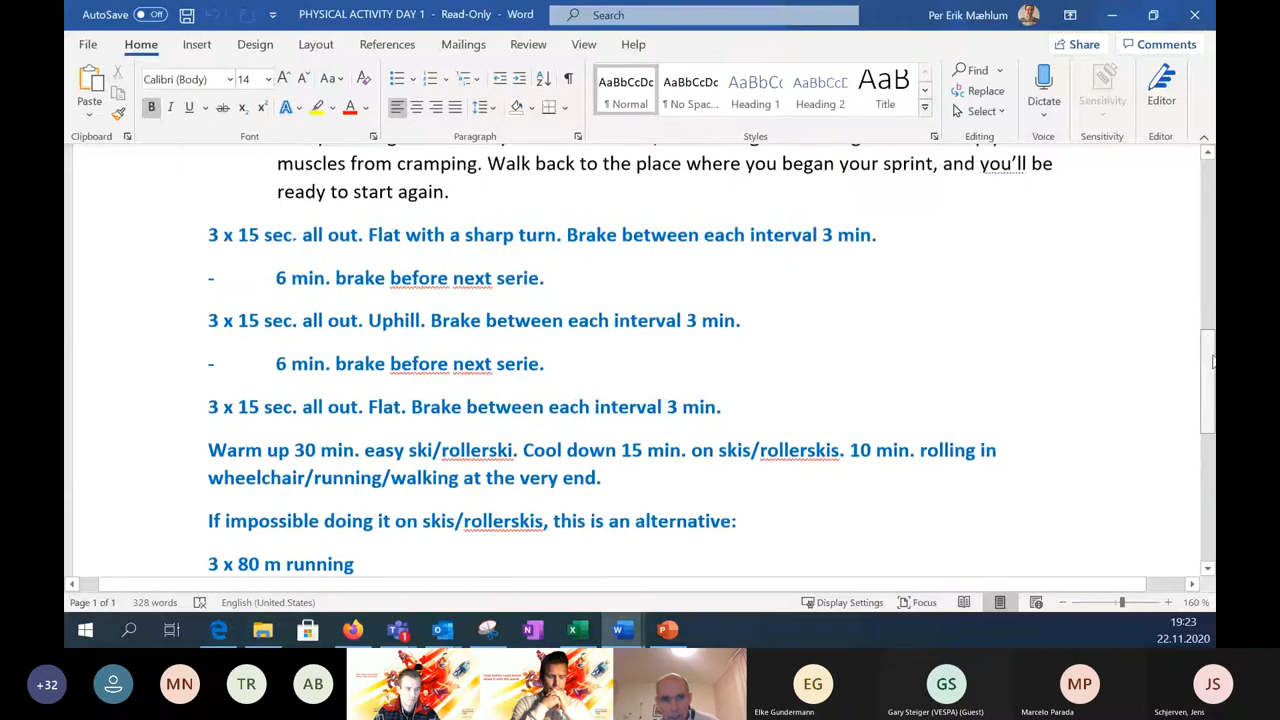 AutoSave Off PHYSICAL ACTIVITY DAY 1 - Read-Only - Word Search Per Erik Mæhlum
File Home Insert Design Layout References Mailings Review View Help Share Comments
Calibri (Body) 14 Aa
AaBbCcDc AaBbCcDc AaBbCc AaBbCcD AaB
Find
Replace
Select
Paste
¶ Normal ¶ No Spac... Heading 1 Heading 2 Title
Dictate Sensitivity Editor
Clipboard Font Paragraph Styles Editing Voice Sensitivity Editor
muscles from cramping. Walk back to the place where you began your sprint, and you’ll be
ready to start again.
3 x 15 sec. all out. Flat with a sharp turn. Brake between each interval 3 min.
- 6 min. brake before next serie.
3 x 15 sec. all out. Uphill. Brake between each interval 3 min.
- 6 min. brake before next serie.
3 x 15 sec. all out. Flat. Brake between each interval 3 min.
Warm up 30 min. easy ski/rollerski. Cool down 15 min. on skis/rollerskis. 10 min. rolling in
wheelchair/running/walking at the very end.
If impossible doing it on skis/rollerskis, this is an alternative:
3 x 80 m running
Page 1 of 1 328 words English (United States) Display Settings Focus 160 %
19:23
22.11.2020
+32 MN TR AB EG GS MP JS
Elke Gundermann Gary Steiger (VESPA) (Guest) Marcelo Parada Schjerven, Jens